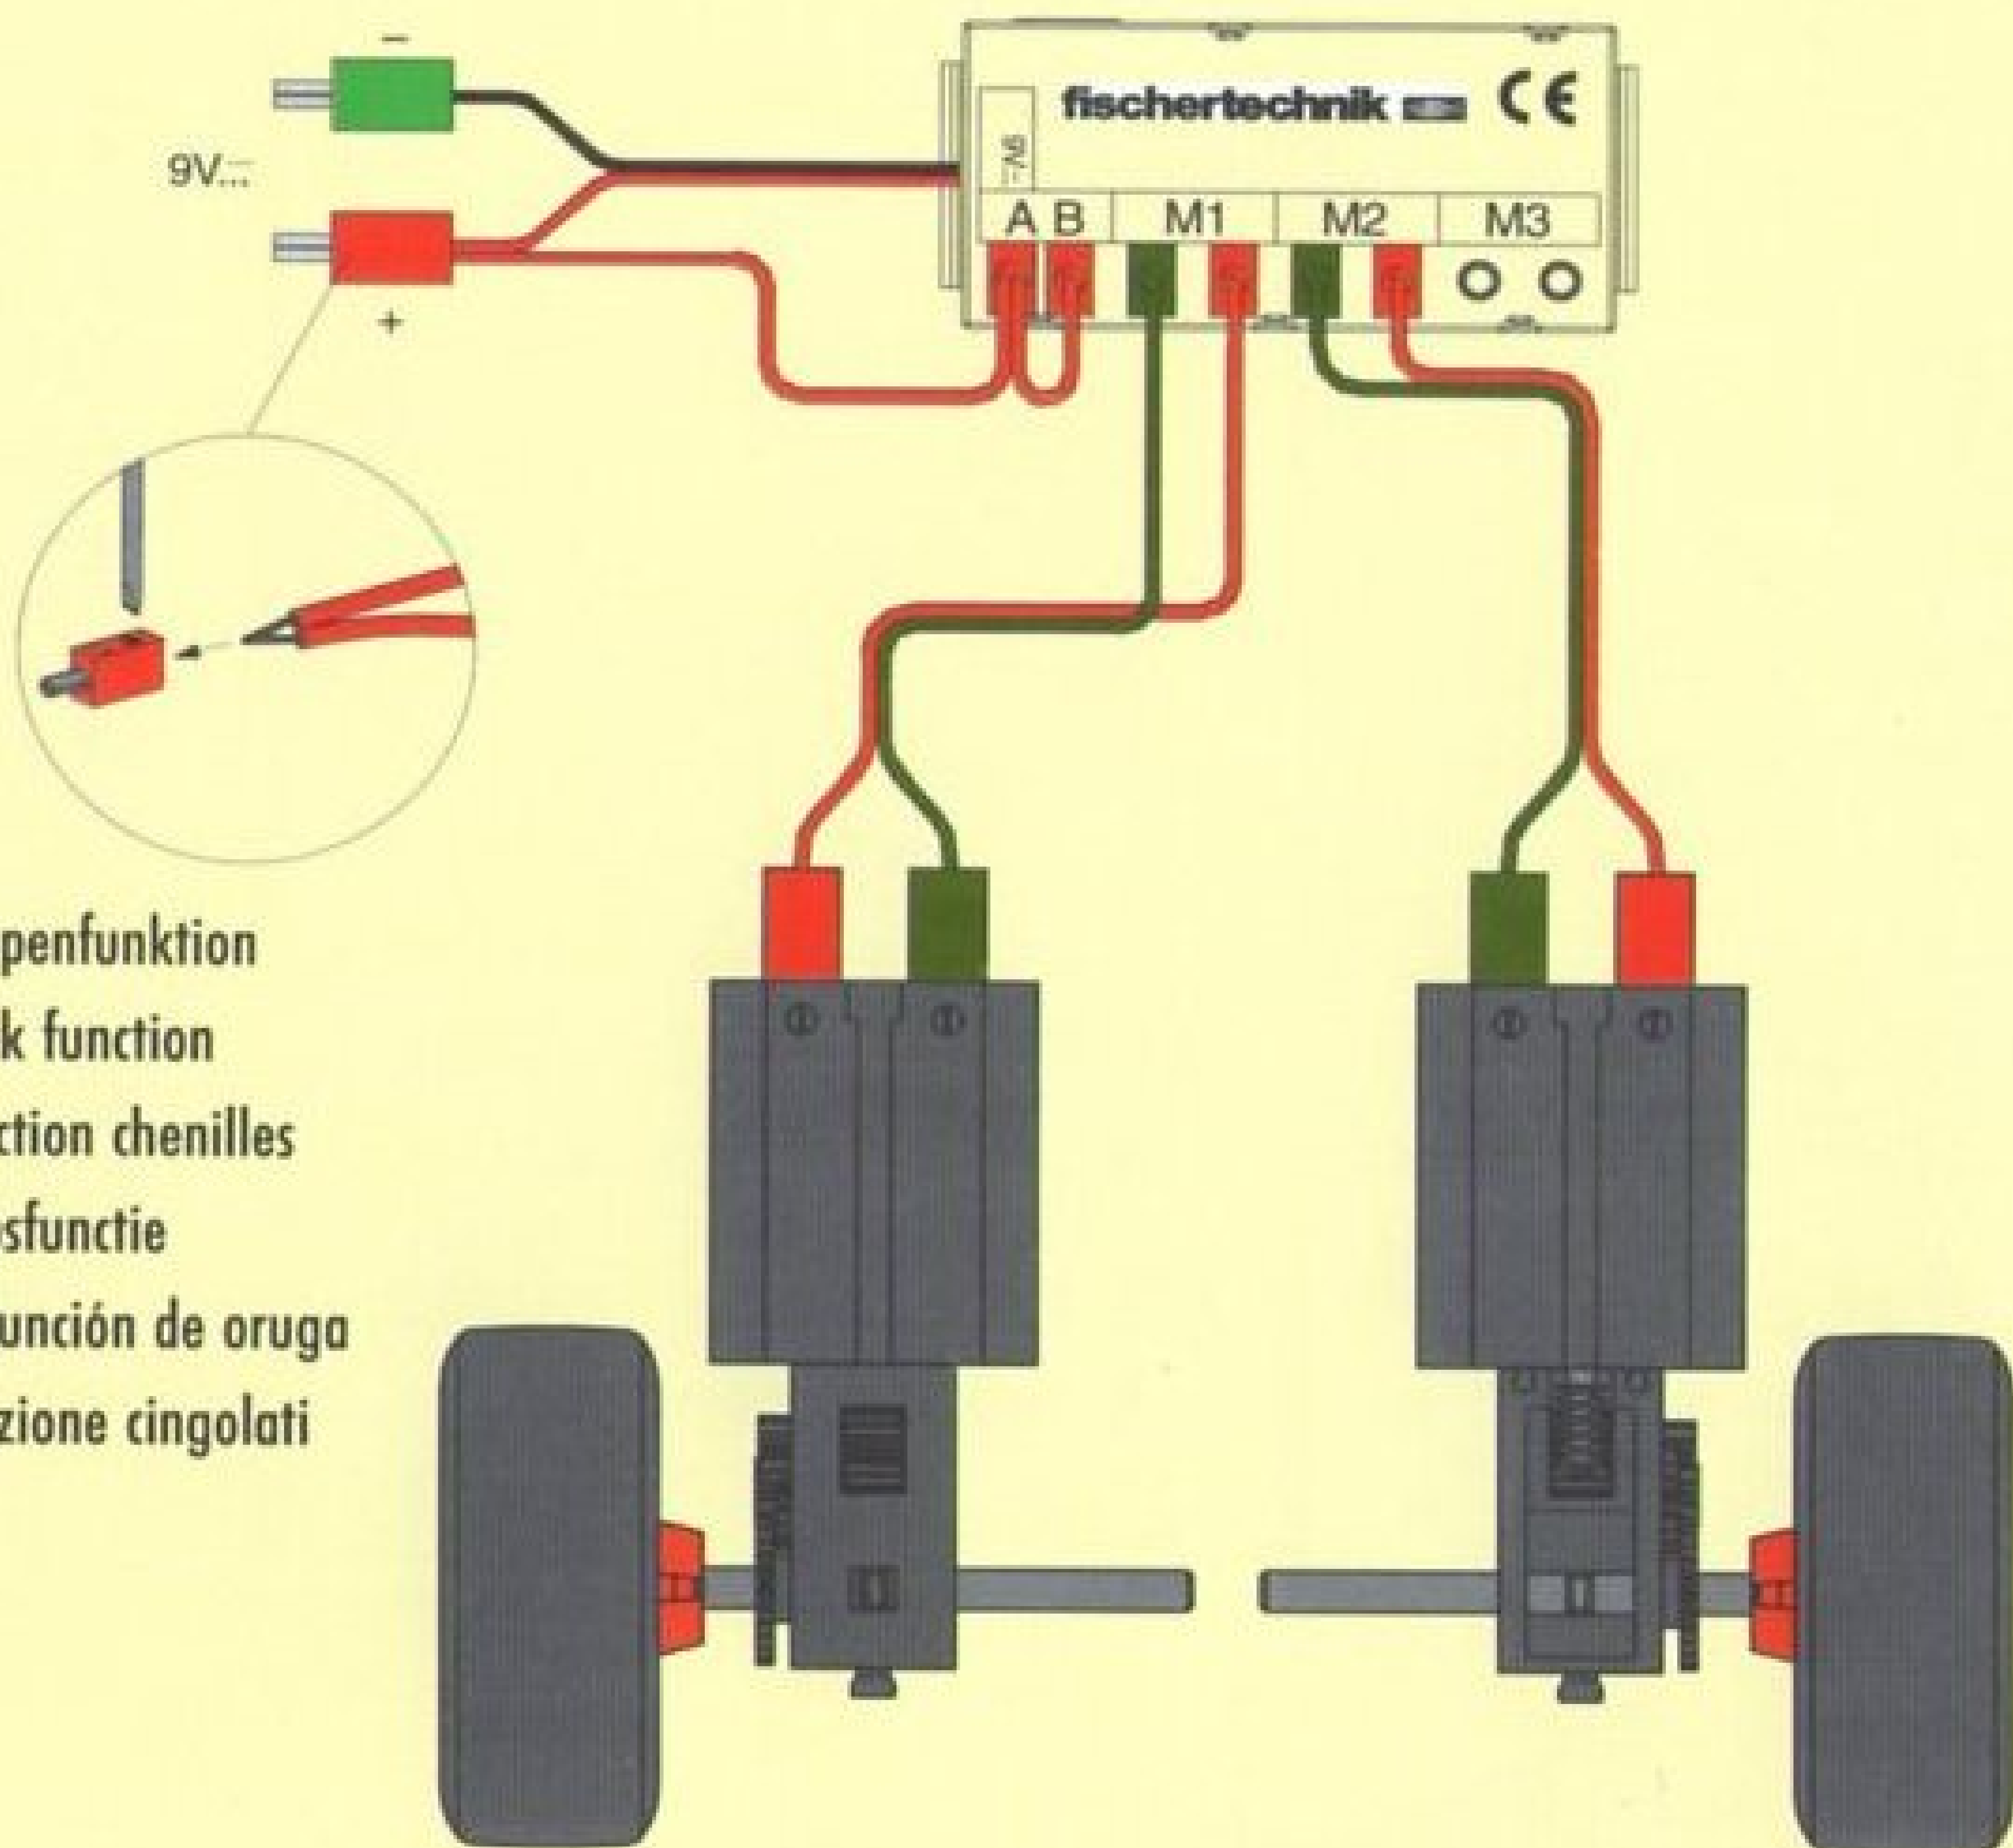 −
9V
+
fischertechnik CE
9V
A B M1 M2 M3
penfunktion
k function
ction chenilles
sfunctie
unción de oruga
zione cingolati